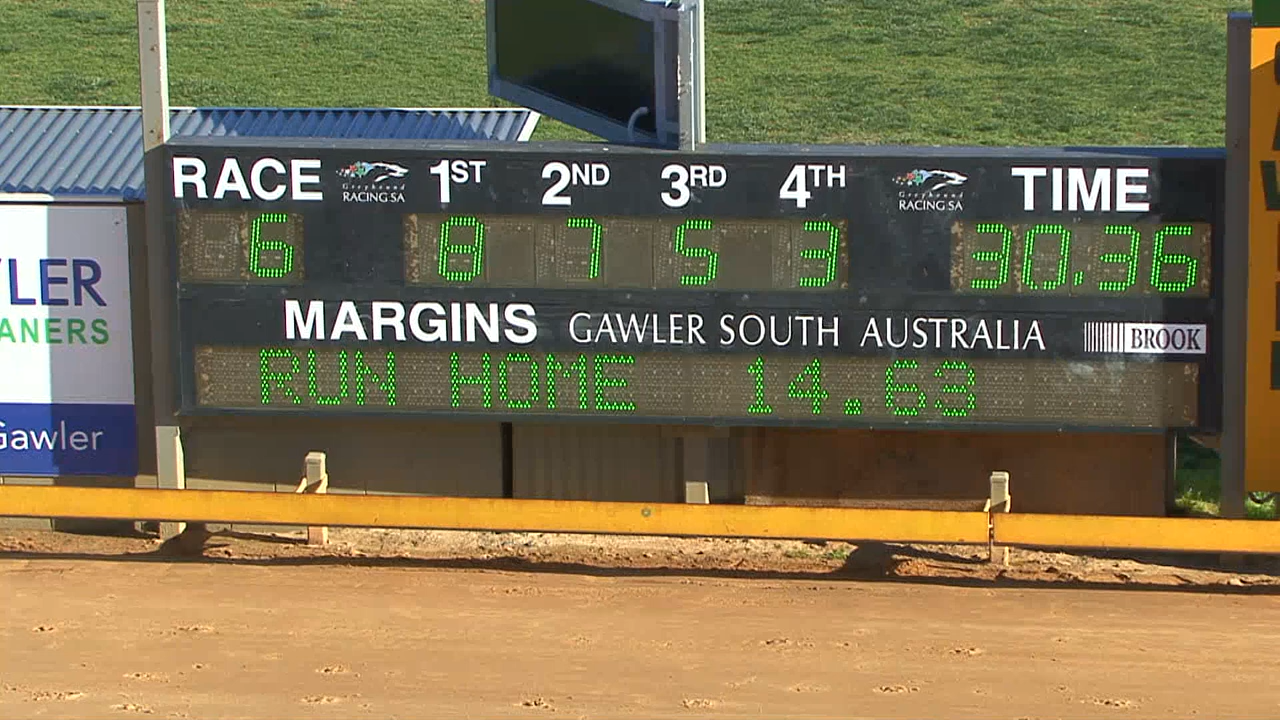 RACE Greyhound RACING SA 1ST 2ND 3RD 4TH Greyhound RACING SA TIME
6 8 7 5 3 30.36
MARGINS GAWLER SOUTH AUSTRALIA BROOK
RUN HOME 14.63
LER
ANERS
Gawler